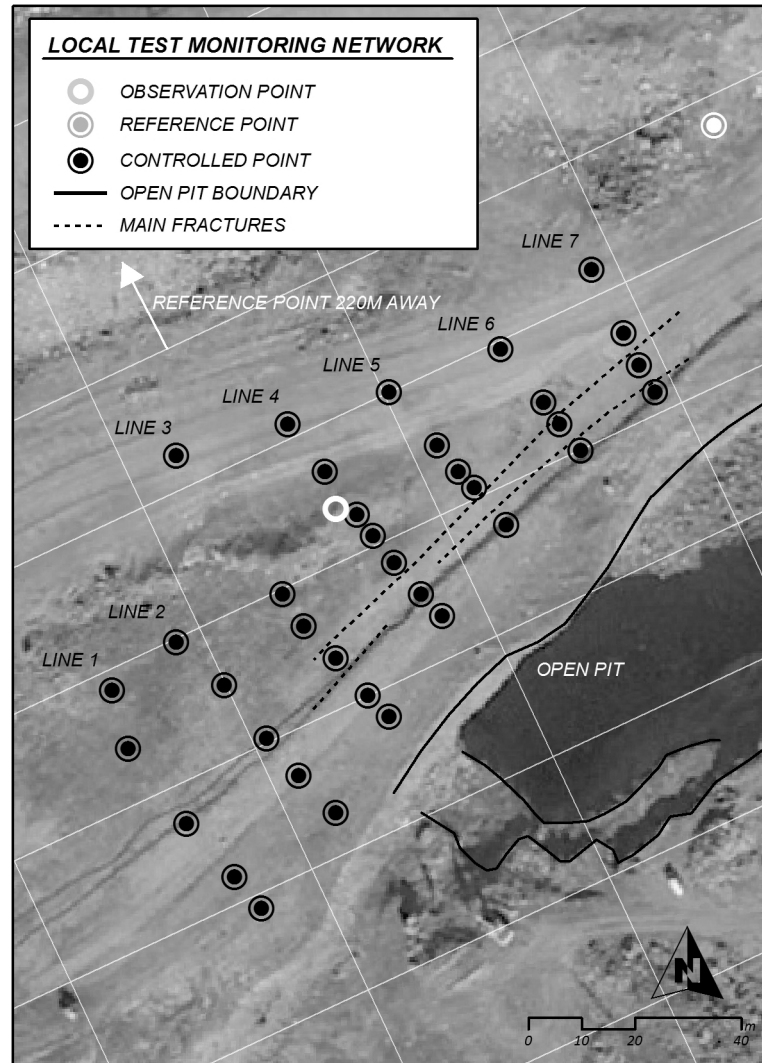 LOCAL TEST MONITORING NETWORK
OBSERVATION POINT
REFERENCE POINT
CONTROLLED POINT
OPEN PIT BOUNDARY
MAIN FRACTURES
LINE 7
REFERENCE POINT 220M AWAY
LINE 6
LINE 5
LINE 4
LINE 3
LINE 2
LINE 1
OPEN PIT
N
m
0 10 20 40